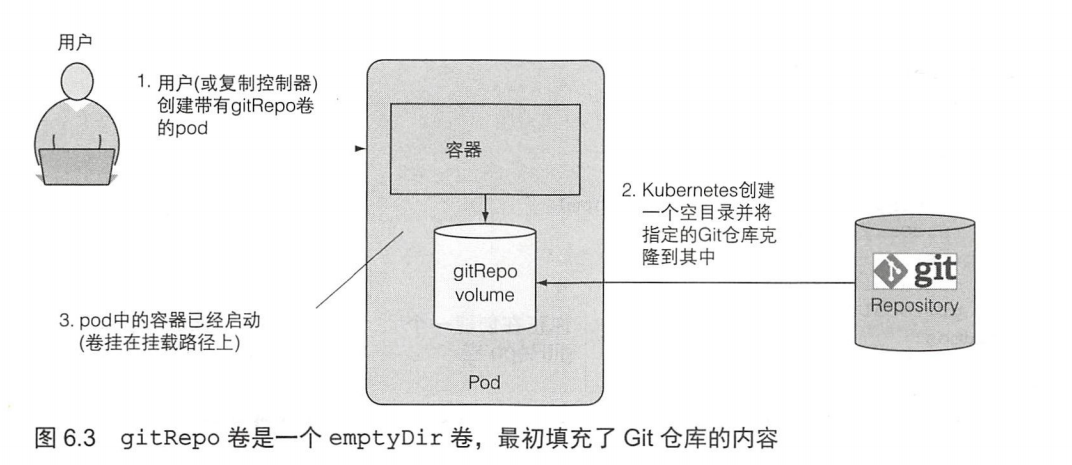 用户
1. 用户(或复制控制器)
创建带有gitRepo卷
的pod
容器
2. Kubernetes创建
一个空目录并将
指定的Git仓库克
隆到其中
gitRepo
volume
git
Repository
3. pod中的容器已经启动
(卷挂在挂载路径上)
Pod
图 6.3 gitRepo 卷是一个 emptyDir 卷，最初填充了 Git 仓库的内容